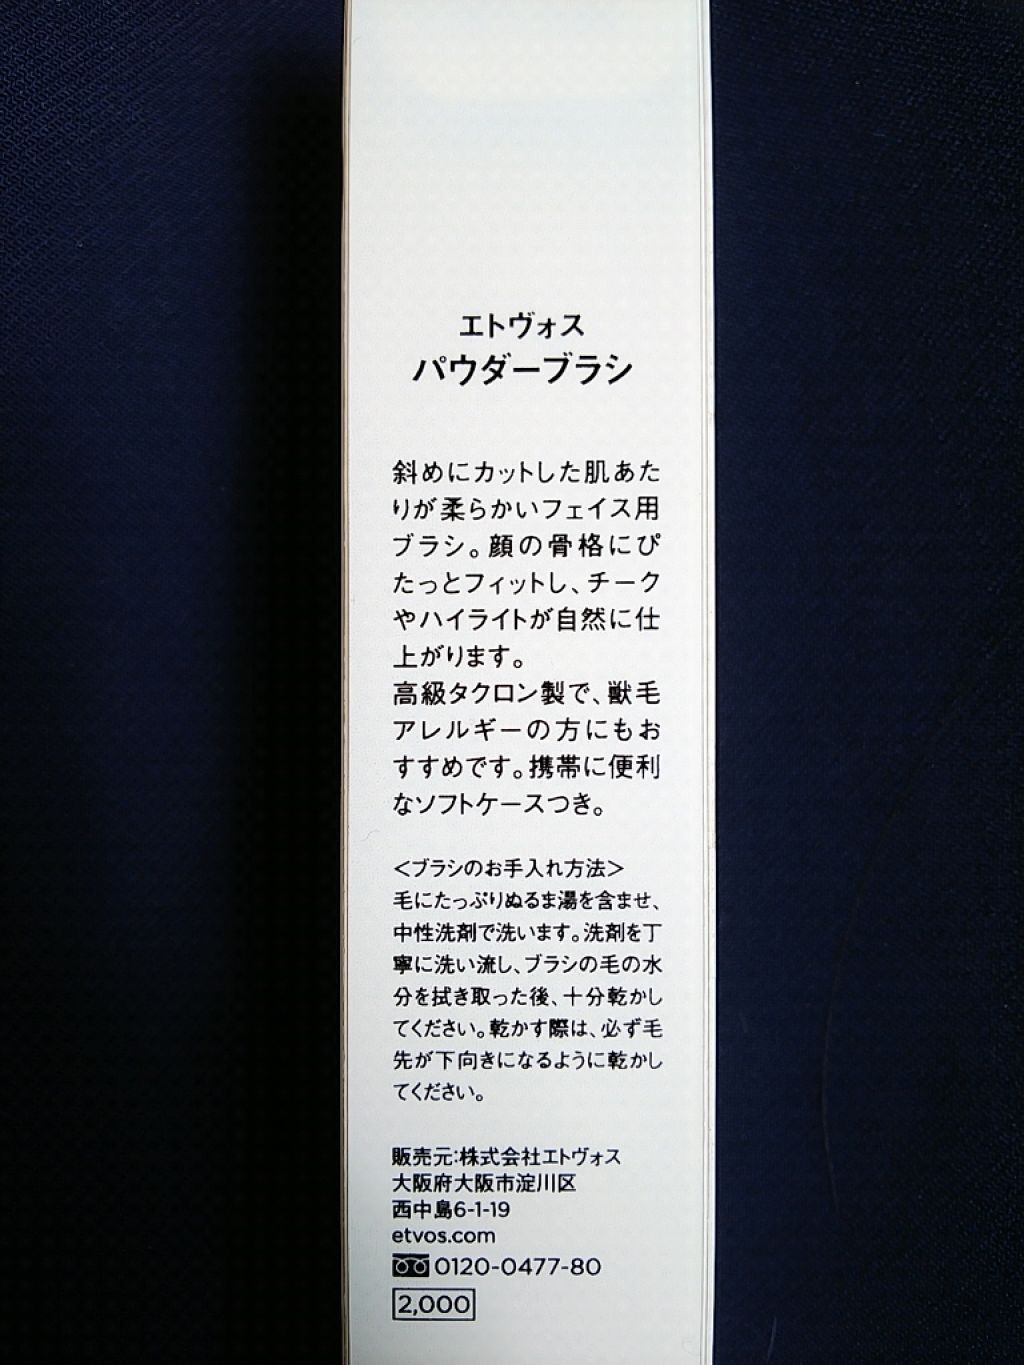 エトヴォス
パウダーブラシ
斜めにカットした肌あた
りが柔らかいフェイス用
ブラシ。顔の骨格にぴ
たっとフィットし、チーク
やハイライトが自然に仕
上がります。
高級タクロン製で、獣毛
アレルギーの方にもお
すすめです。携帯に便利
なソフトケースつき。
＜ブラシのお手入れ方法＞
毛にたっぷりぬるま湯を含ませ、
中性洗剤で洗います。洗剤を丁
寧に洗い流し、ブラシの毛の水
分を拭き取った後、十分乾かし
てください。乾かす際は、必ず毛
先が下向きになるように乾かし
てください。
販売元:株式会社エトヴォス
大阪府大阪市淀川区
西中島6-1-19
etvos.com
0120-0477-80
2,000